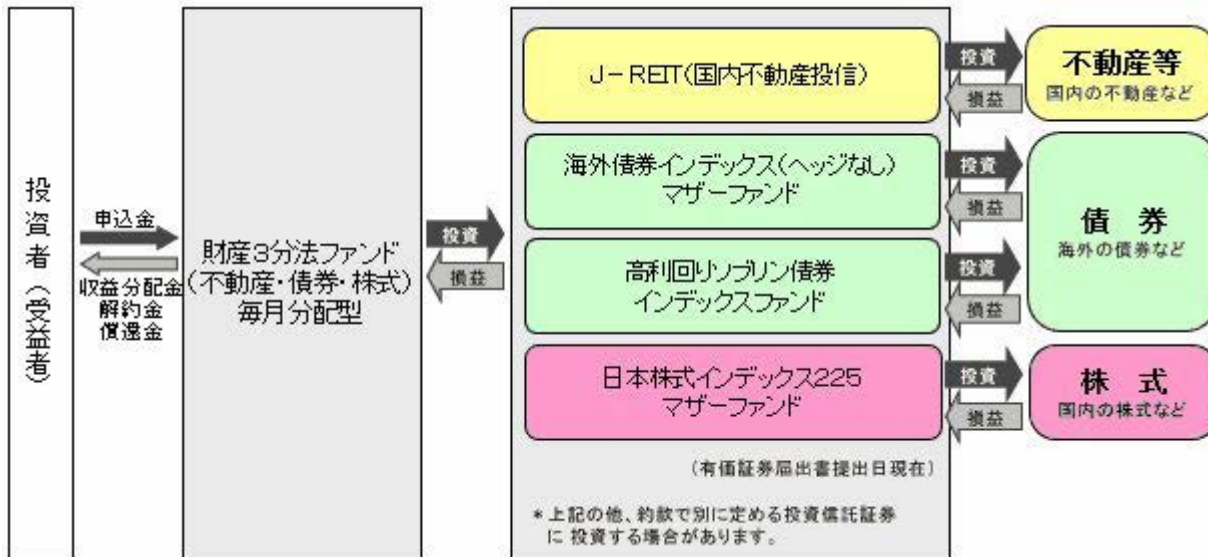 投資者（受益者）
申込金
収益分配金
解約金
償還金
財産3分法ファンド
(不動産・債券・株式)
毎月分配型
投資
損益
J－REIT(国内不動産投信)
投資
損益
不動産等
国内の不動産など
海外債券インデックス(ヘッジなし)
マザーファンド
投資
損益
高利回りソブリン債券
インデックスファンド
投資
損益
債　券
海外の債券など
日本株式インデックス225
マザーファンド
投資
損益
株　式
国内の株式など
(有価証券届出書提出日現在)
＊上記の他、約款で別に定める投資信託証券
に 投資する場合があります。